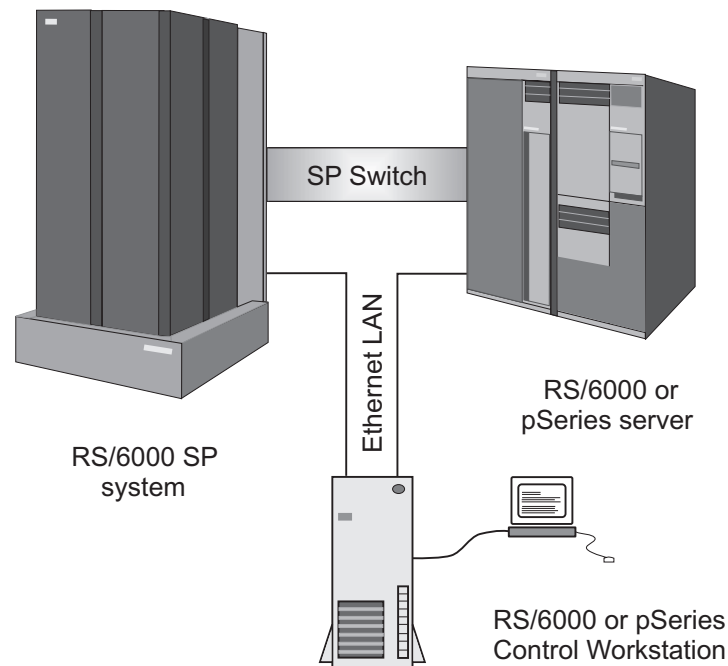 SP Switch
Ethernet LAN
RS/6000 or
pSeries server
RS/6000 SP
system
RS/6000 or pSeries
Control Workstation